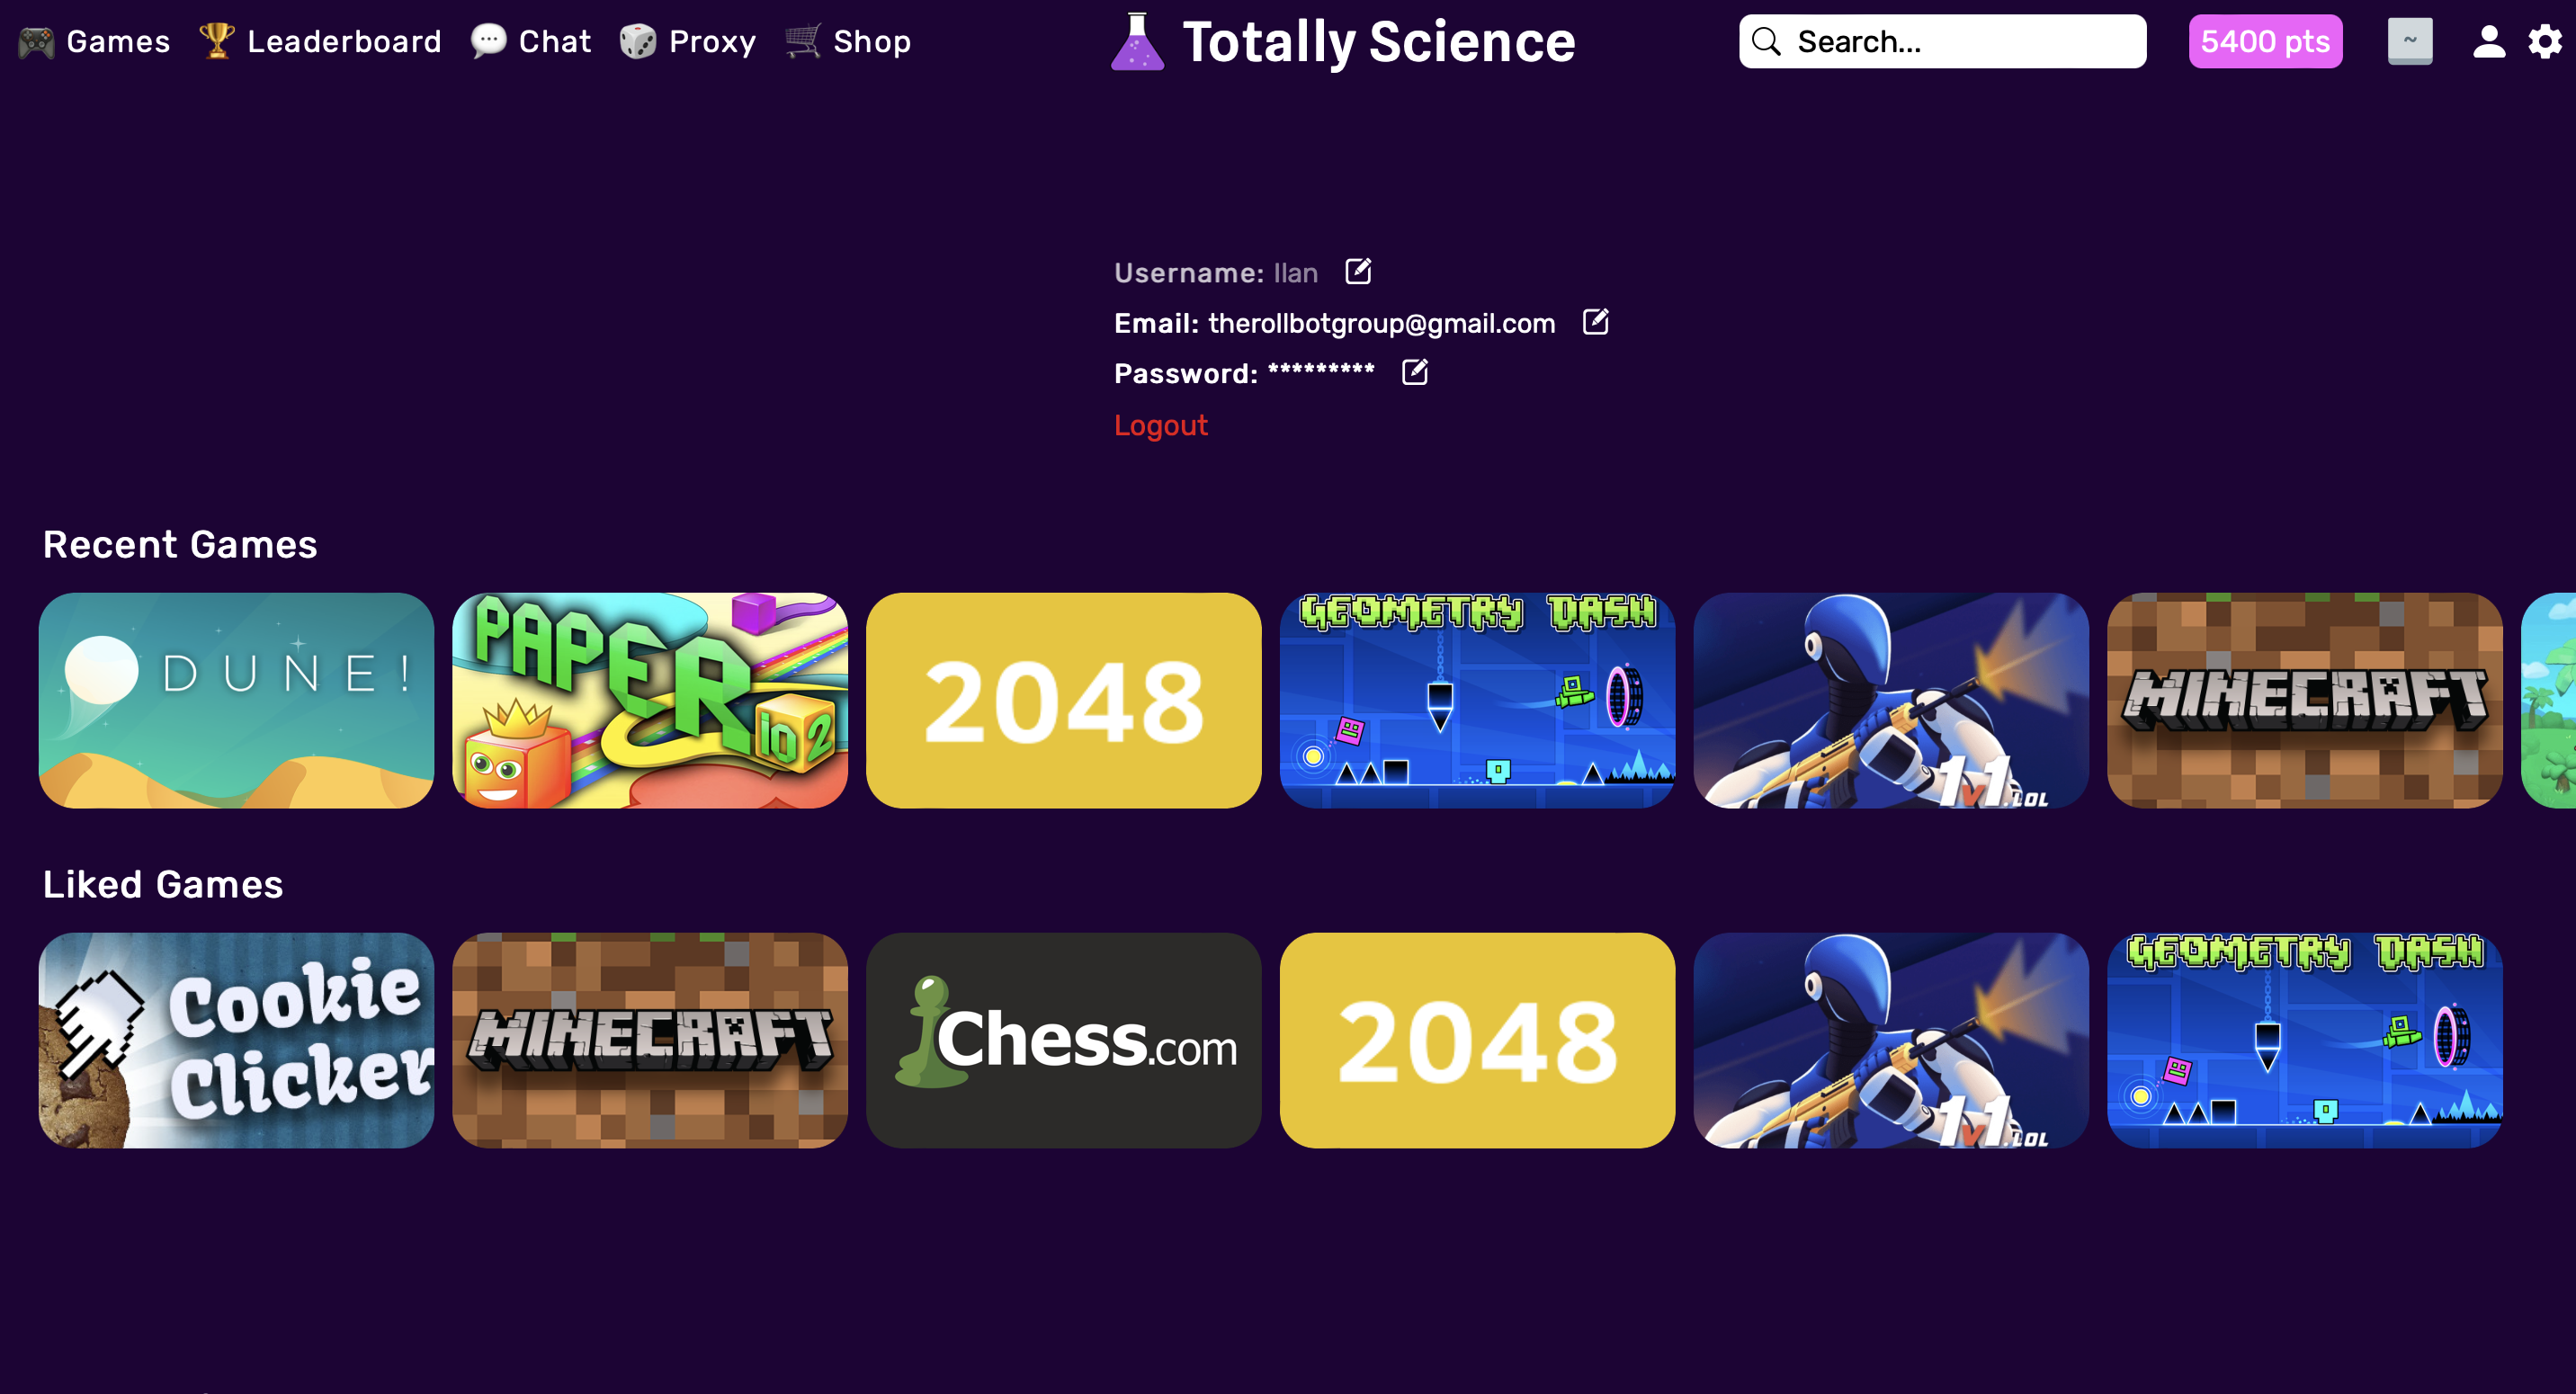 Games Leaderboard Chat Proxy Shop Totally Science Search... 5400 pts ~
Username: Ilan
Email: therollbotgroup@gmail.com
Password: *********
Logout
Recent Games
DUNE!
PAPER
io 2
2048
GEOMETRY DASH
1v1.LOL
MINECRAFT
Liked Games
Cookie
Clicker
MINECRAFT
Chess.com
2048
1v1.LOL
GEOMETRY DASH